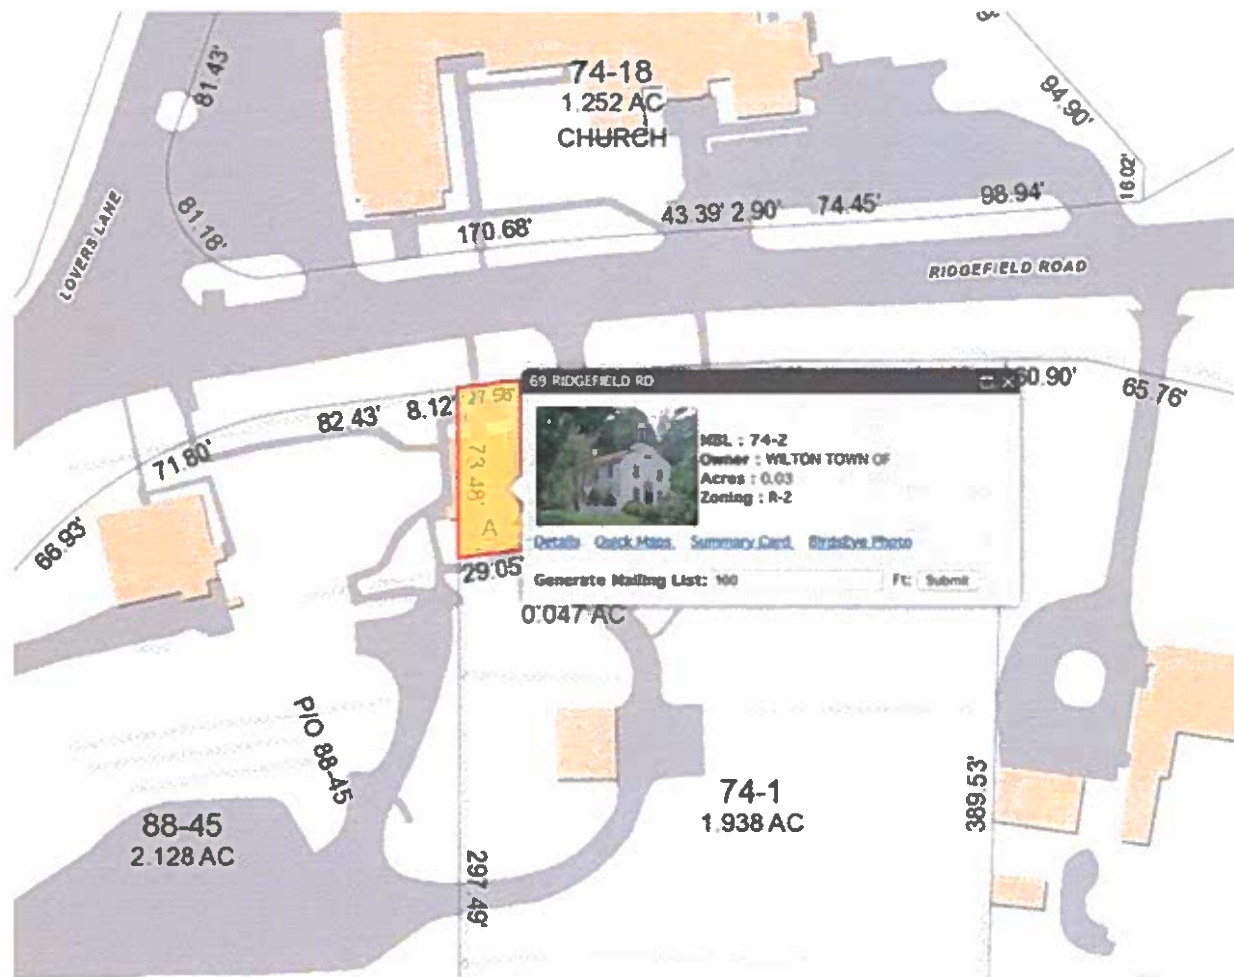 81.43'
94.90'
74-18
1.252 AC
CHURCH
16.02'
LOVERS LANE
81.18'
170.68'
43.39' 2.90'
74.45'
98.94'
RIDGEFIELD ROAD
69 RIDGEFIELD RD
60.90'
65.76'
82.43'
8.12'
27.96'
71.80'
73.48'
66.93'
A
MBL : 74-2
Owner : WILTON TOWN OF
Acres : 0.03
Zoning : R-2
Details Quick Maps Summary Card BirdsEye Photo
Generate Mailing List: 100 Ft: Submit
29.05'
0.047 AC
P/O 88-45
88-45
2.128 AC
74-1
1.938 AC
389.53'
297.49'